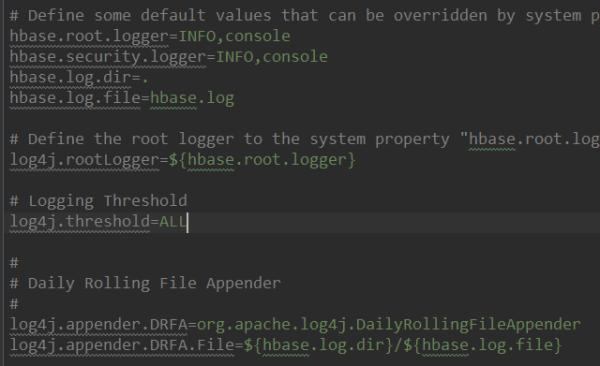 # Define some default values that can be overridden by system p
hbase.root.logger=INFO,console
hbase.security.logger=INFO,console
hbase.log.dir=.
hbase.log.file=hbase.log
# Define the root logger to the system property "hbase.root.log
log4j.rootLogger=${hbase.root.logger}
# Logging Threshold
log4j.threshold=ALL
#
# Daily Rolling File Appender
#
log4j.appender.DRFA=org.apache.log4j.DailyRollingFileAppender
log4j.appender.DRFA.File=${hbase.log.dir}/${hbase.log.file}